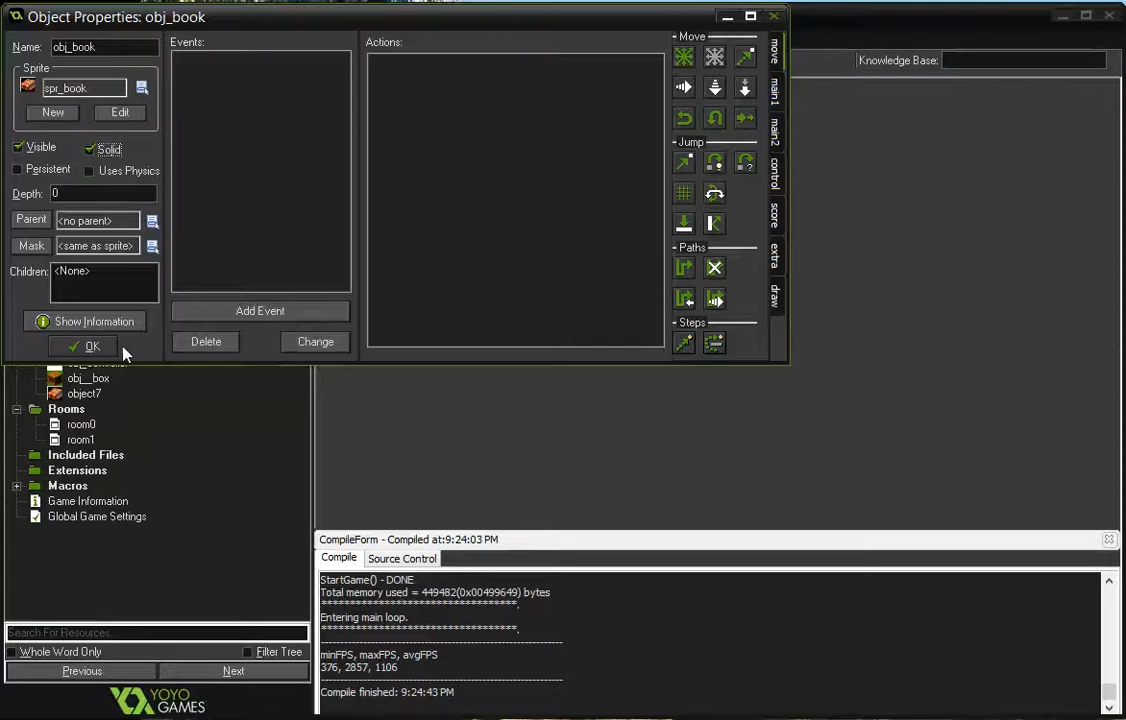 Object Properties: obj_book
Name: obj_book
Sprite
spr_book
New Edit
Visible Solid
Persistent Uses Physics
Depth: 0
Parent <no parent>
Mask <same as sprite>
Children: <None>
Show Information
OK
Events:
Add Event
Delete Change
Actions:
Move
Jump
Paths
Steps
move
main1
main2
control
score
extra
draw
Knowledge Base:
obj__box
object7
Rooms
room0
room1
Included Files
Extensions
Macros
Game Information
Global Game Settings
Search For Resources...
Whole Word Only Filter Tree
Previous Next
YOYO
GAMES
CompileForm - Compiled at:9:24:03 PM
Compile Source Control
StartGame() - DONE
Total memory used = 449482(0x00499649) bytes
**********************************.
Entering main loop.
**********************************.
minFPS, maxFPS, avgFPS
376, 2857, 1106
Compile finished: 9:24:43 PM